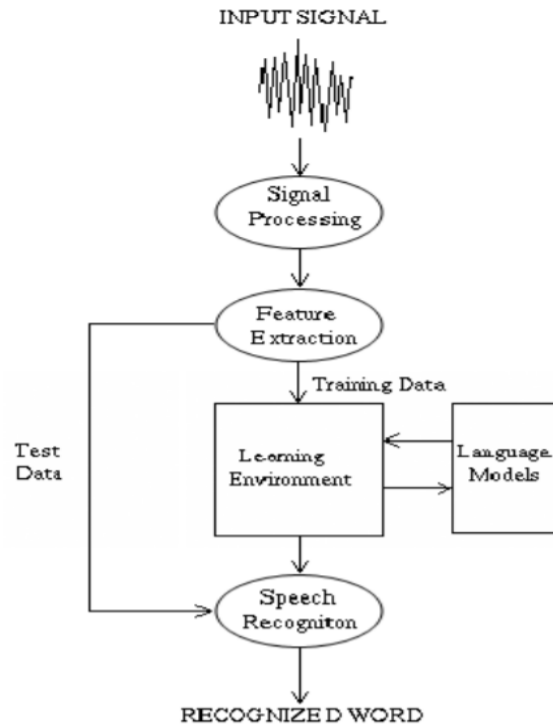 INPUT SIGNAL
Signal
Processing
Feature
Extraction
Training Data
Test
Data
Learning
Environment
Language
Models
Speech
Recogniton
RECOGNIZED WORD